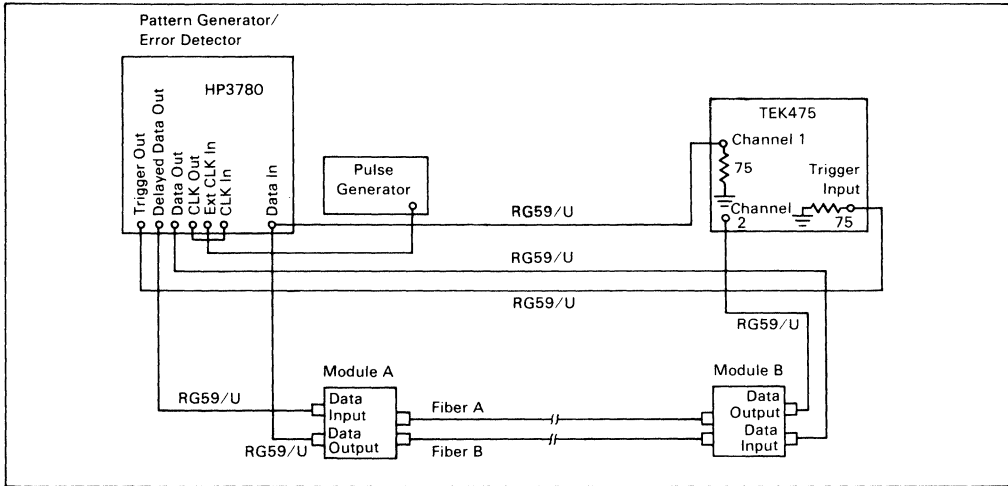 Pattern Generator/
Error Detector
HP3780
Trigger Out
Delayed Data Out
Data Out
CLK Out
Ext CLK In
CLK In
Data In
Pulse
Generator
TEK475
Channel 1
75
Trigger
Input
Channel
2
75
RG59/U
RG59/U
RG59/U
RG59/U
Module A
Module B
RG59/U
Data
Input
Data
Output
RG59/U
Fiber A
Fiber B
Data
Output
Data
Input